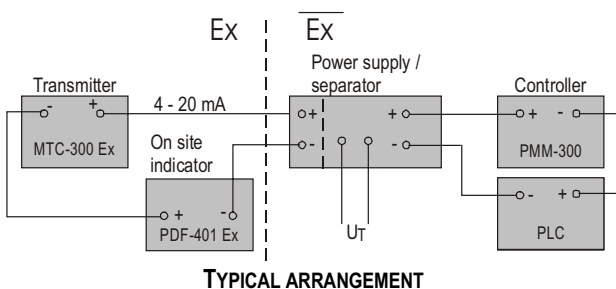 Ex Ex
Power supply /
separator
Transmitter
Controller
4 - 20 mA
- +
MTC-300 Ex
+ +
+ -
PMM-300
On site
indicator
- -
- +
PLC
+ -
PDF-401 Ex
UT
TYPICAL ARRANGEMENT